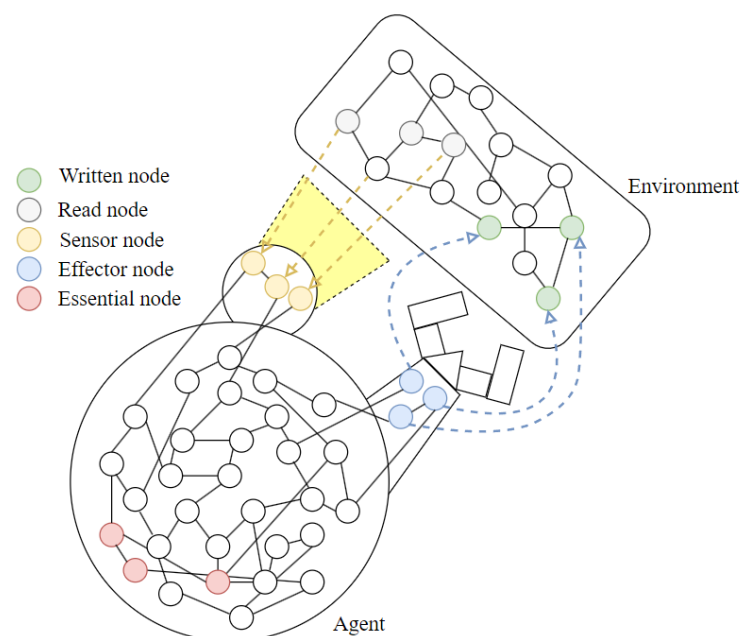 Written node
Read node
Sensor node
Effector node
Essential node
Environment
Agent